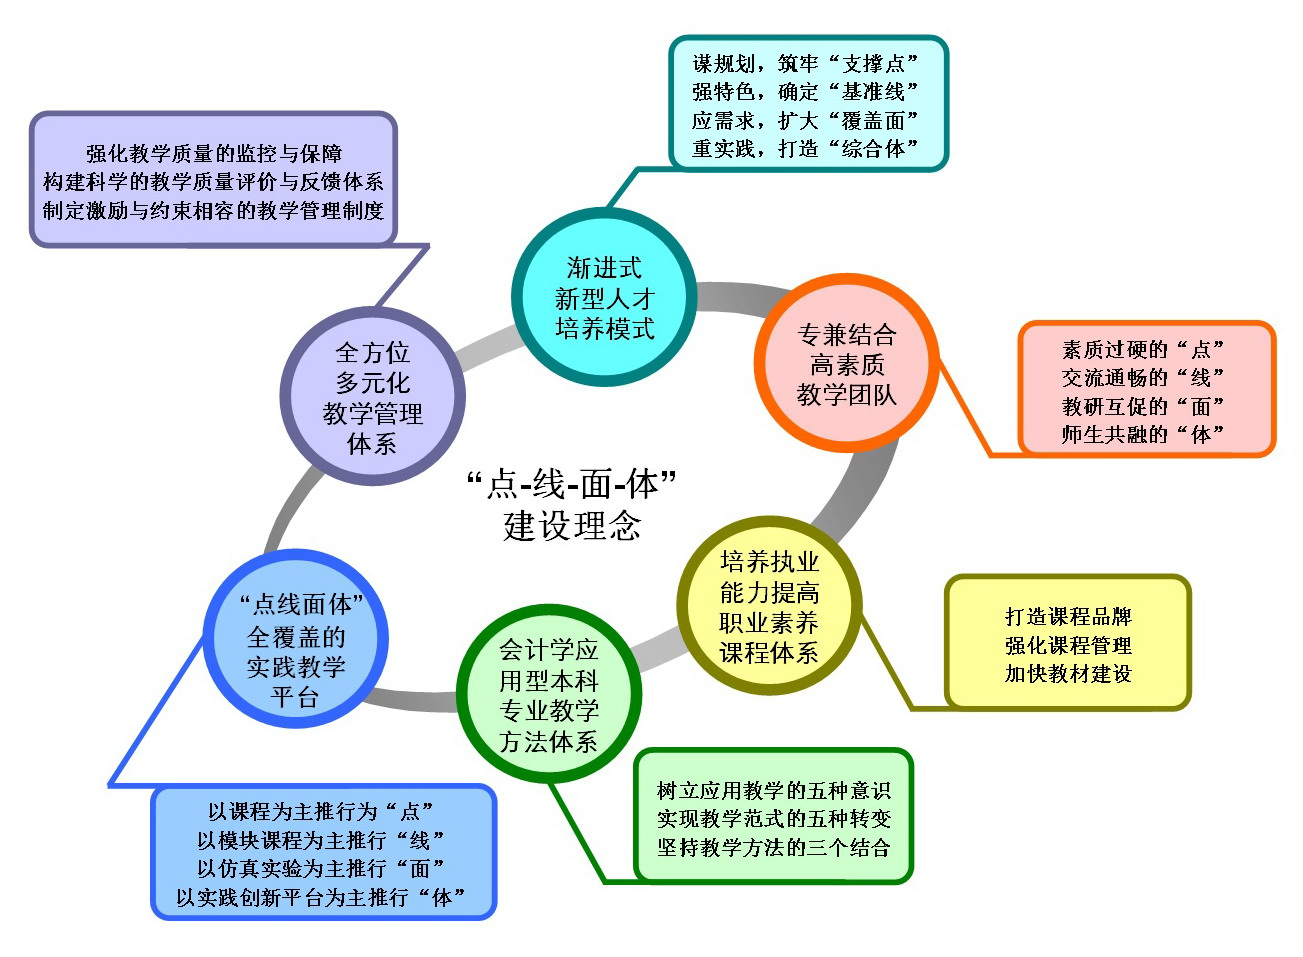 谋规划，筑牢“支撑点”
强特色，确定“基准线”
应需求，扩大“覆盖面”
重实践，打造“综合体”
强化教学质量的监控与保障
构建科学的教学质量评价与反馈体系
制定激励与约束相容的教学管理制度
渐进式
新型人才
培养模式
专兼结合
高素质
教学团队
素质过硬的“点”
交流通畅的“线”
教研互促的“面”
师生共融的“体”
全方位
多元化
教学管理
体系
“点-线-面-体”
建设理念
培养执业
能力提高
职业素养
课程体系
打造课程品牌
强化课程管理
加快教材建设
“点线面体”
全覆盖的
实践教学
平台
会计学应
用型本科
专业教学
方法体系
树立应用教学的五种意识
实现教学范式的五种转变
坚持教学方法的三个结合
以课程为主推行为“点”
以模块课程为主推行“线”
以仿真实验为主推行“面”
以实践创新平台为主推行“体”